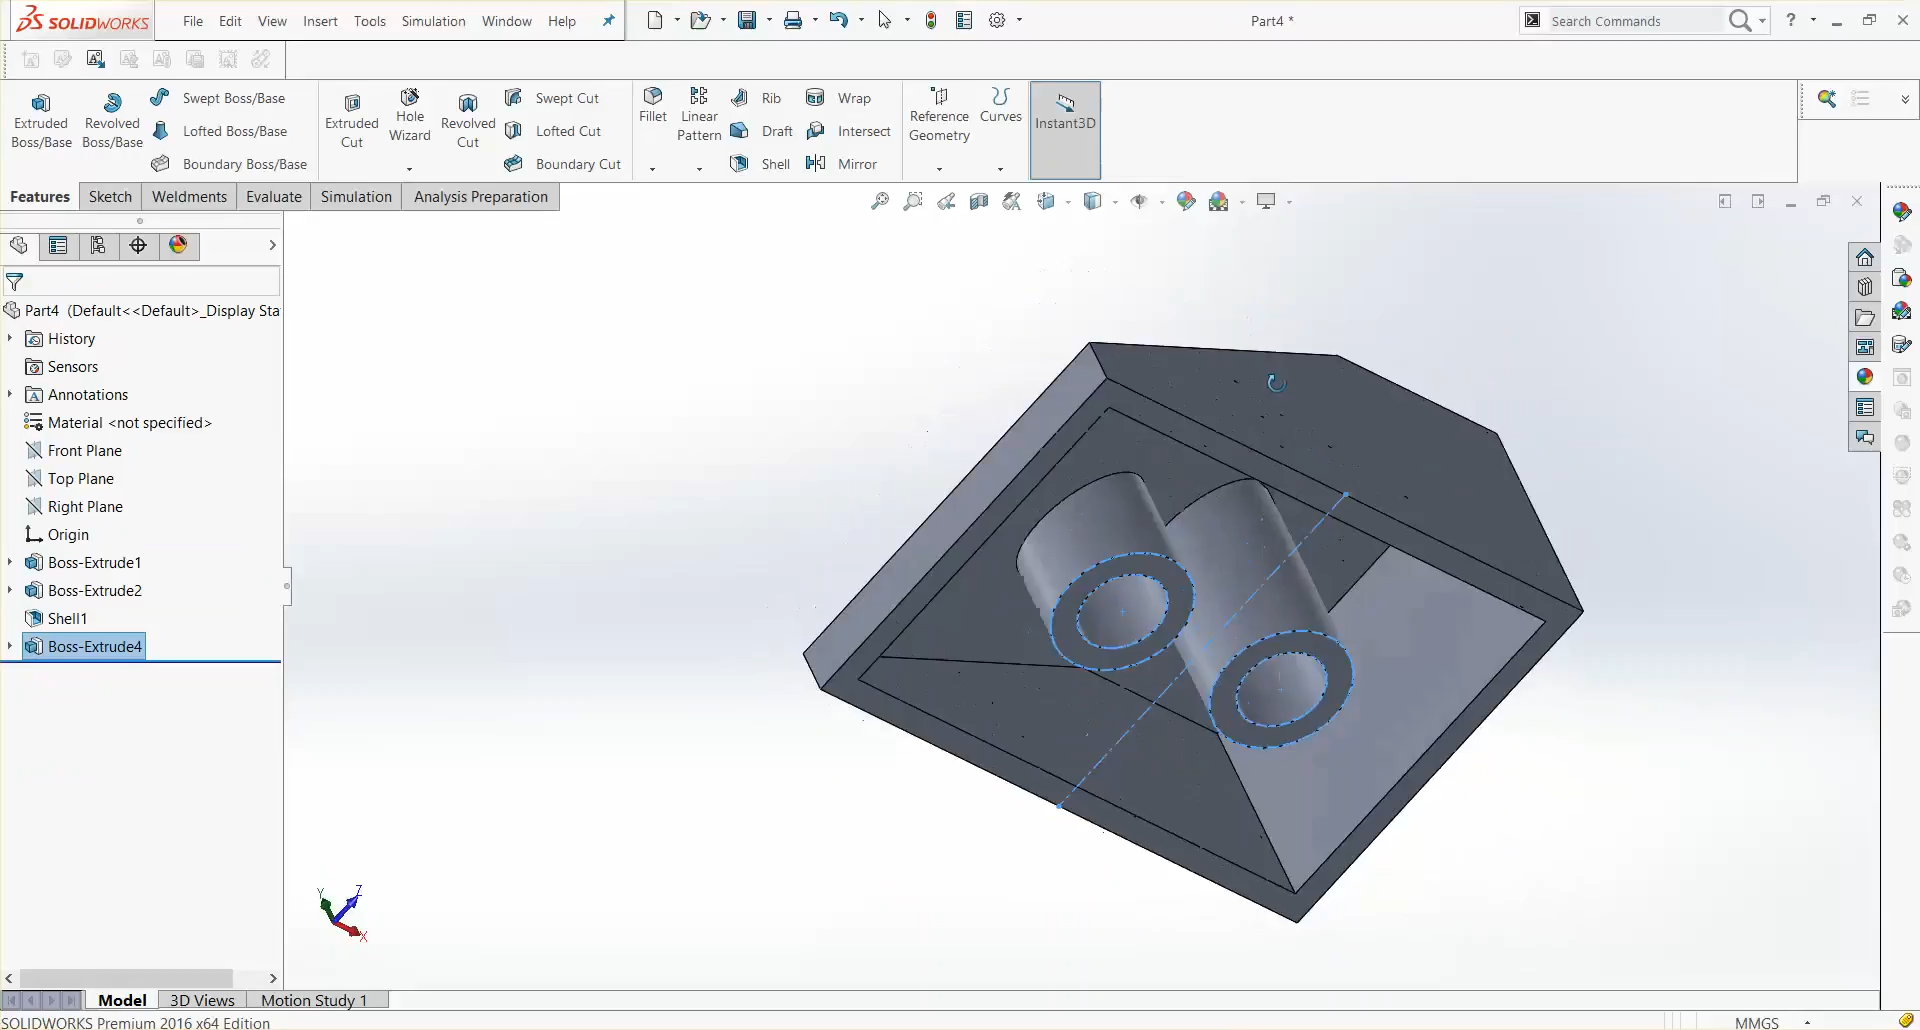 SOLIDWORKS
File Edit View Insert Tools Simulation Window Help
Part4 *
Search Commands
?
Extruded Boss/Base
Revolved Boss/Base
Swept Boss/Base
Lofted Boss/Base
Boundary Boss/Base
Extruded Cut
Hole Wizard
Revolved Cut
Swept Cut
Lofted Cut
Boundary Cut
Fillet
Linear Pattern
Rib
Draft
Shell
Wrap
Intersect
Mirror
Reference Geometry
Curves
Instant3D
Features Sketch Weldments Evaluate Simulation Analysis Preparation
Part4 (Default<<Default>_Display Sta
History
Sensors
Annotations
Material <not specified>
Front Plane
Top Plane
Right Plane
Origin
Boss-Extrude1
Boss-Extrude2
Shell1
Boss-Extrude4
Y Z
X
Model 3D Views Motion Study 1
SOLIDWORKS Premium 2016 x64 Edition
MMGS